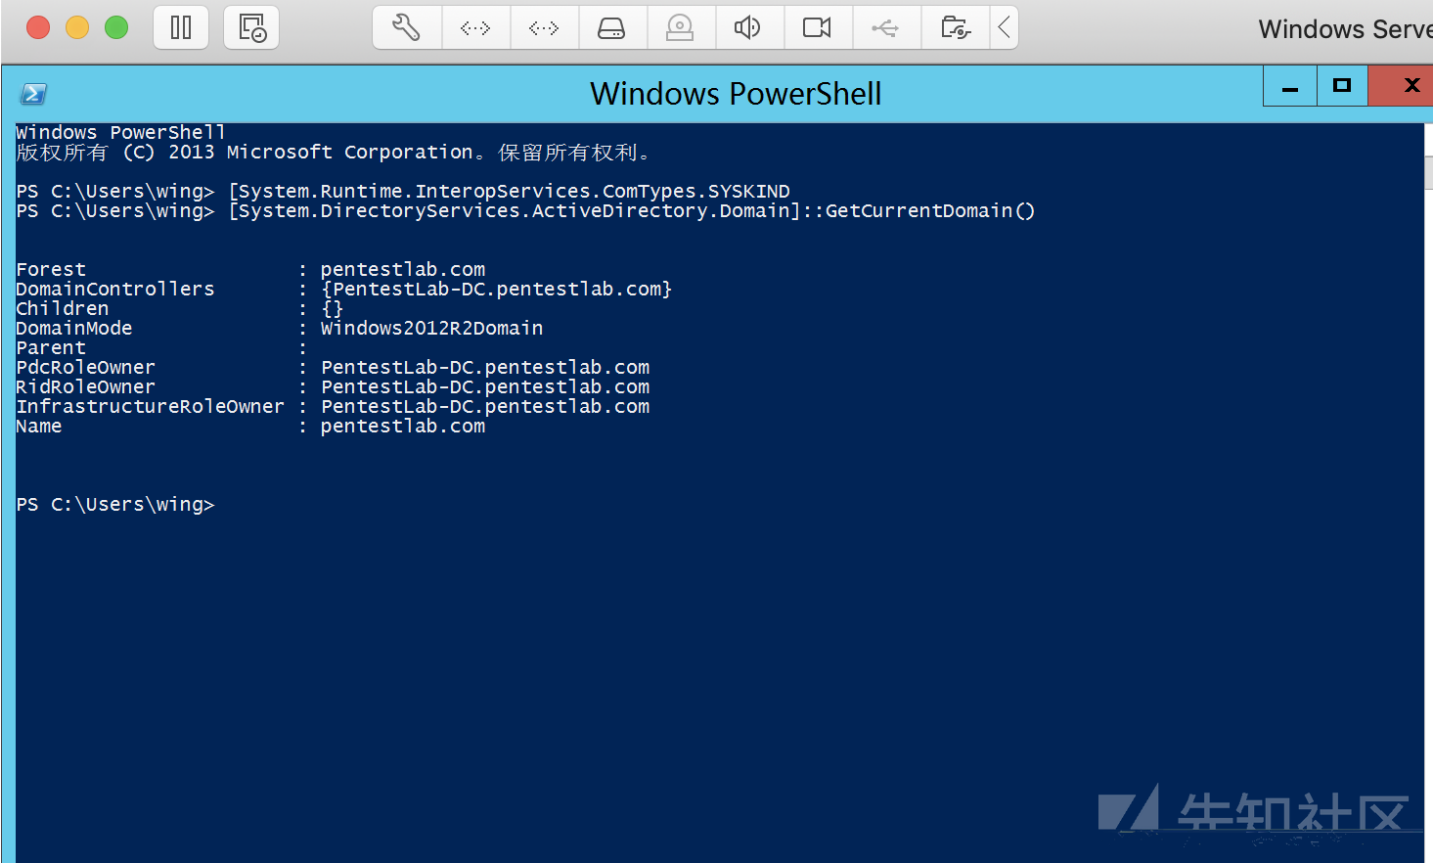 Windows Serve
Windows PowerShell
Windows PowerShell
版权所有 (C) 2013 Microsoft Corporation。保留所有权利。
PS C:\Users\wing> [System.Runtime.InteropServices.ComTypes.SYSKIND
PS C:\Users\wing> [System.DirectoryServices.ActiveDirectory.Domain]::GetCurrentDomain()
Forest : pentestlab.com
DomainControllers : {PentestLab-DC.pentestlab.com}
Children : {}
DomainMode : Windows2012R2Domain
Parent :
PdcRoleOwner : PentestLab-DC.pentestlab.com
RidRoleOwner : PentestLab-DC.pentestlab.com
InfrastructureRoleOwner : PentestLab-DC.pentestlab.com
Name : pentestlab.com
PS C:\Users\wing>
先知社区